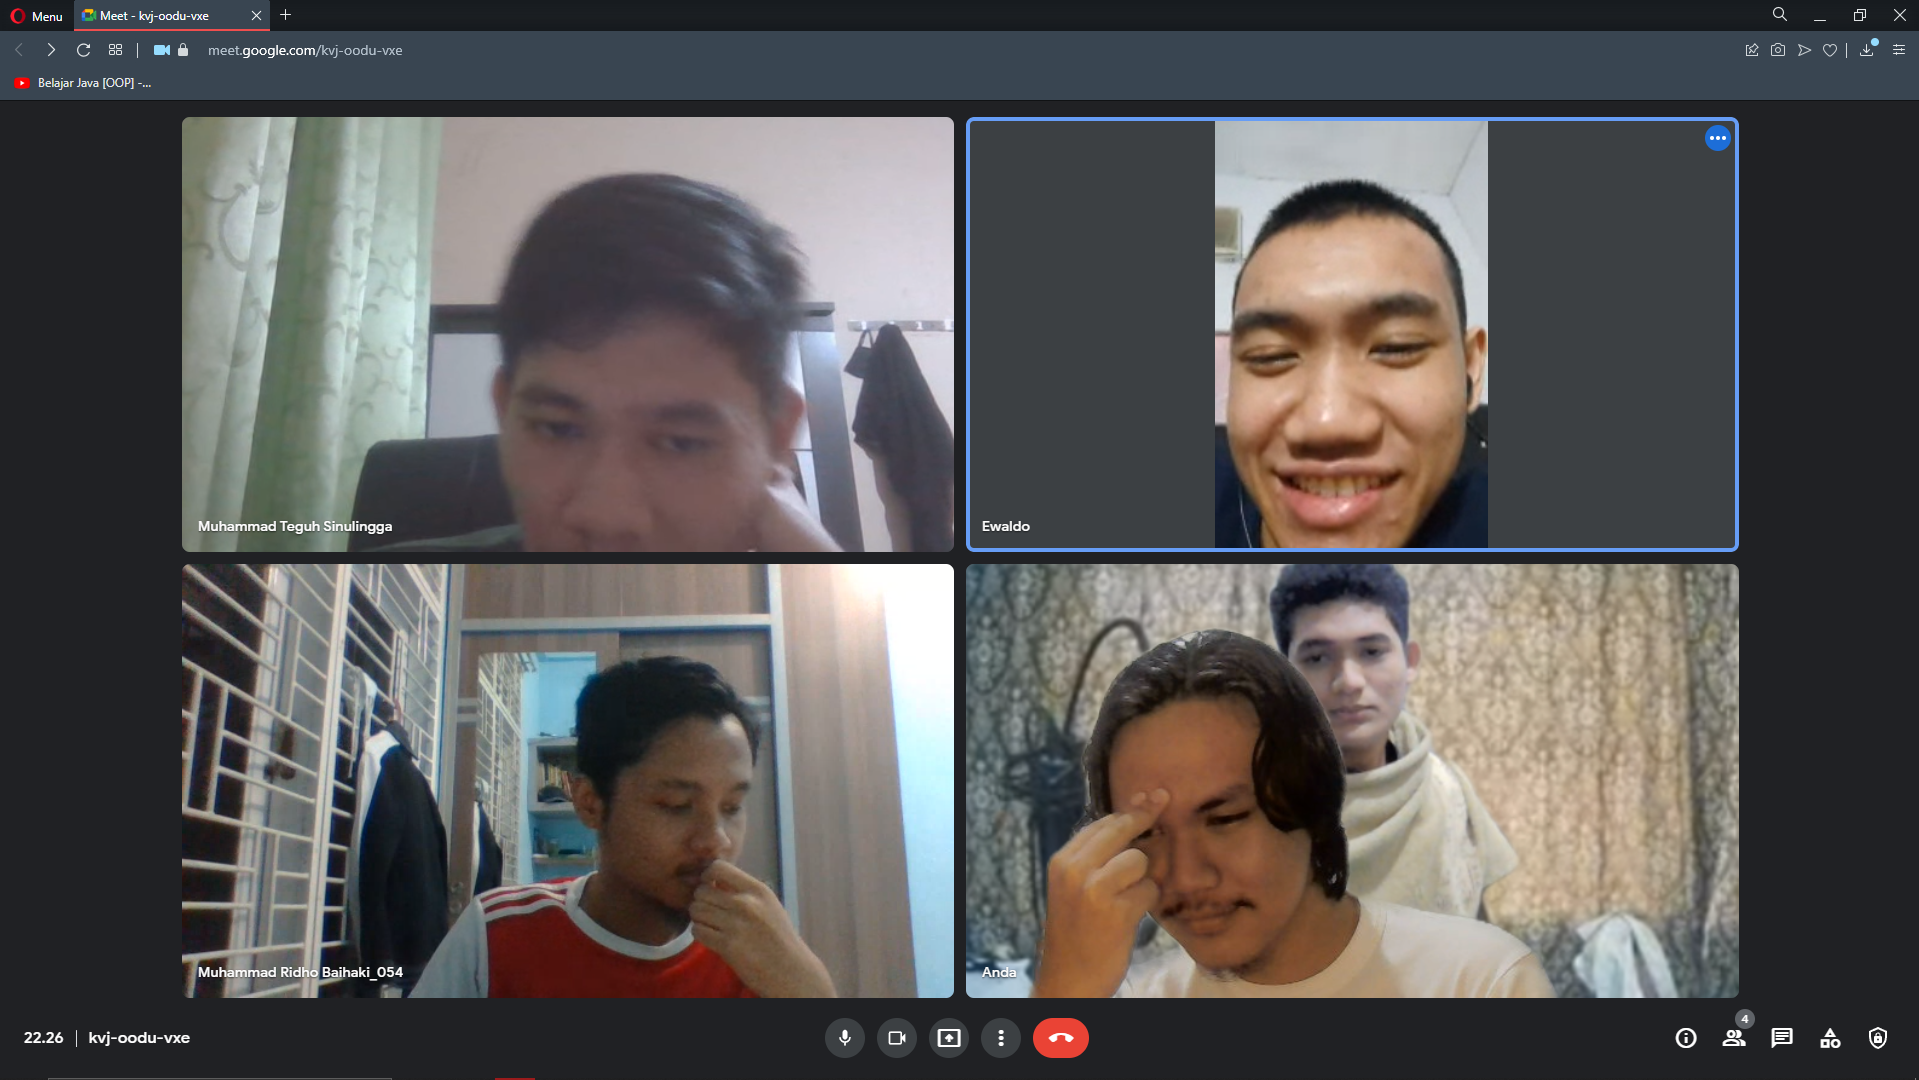 Menu
Meet - kvj-oodu-vxe
meet.google.com/kvj-oodu-vxe
Belajar Java [OOP] -...
Muhammad Teguh Sinulingga
Ewaldo
Muhammad Ridho Baihaki_054
Anda
22.26 | kvj-oodu-vxe
4